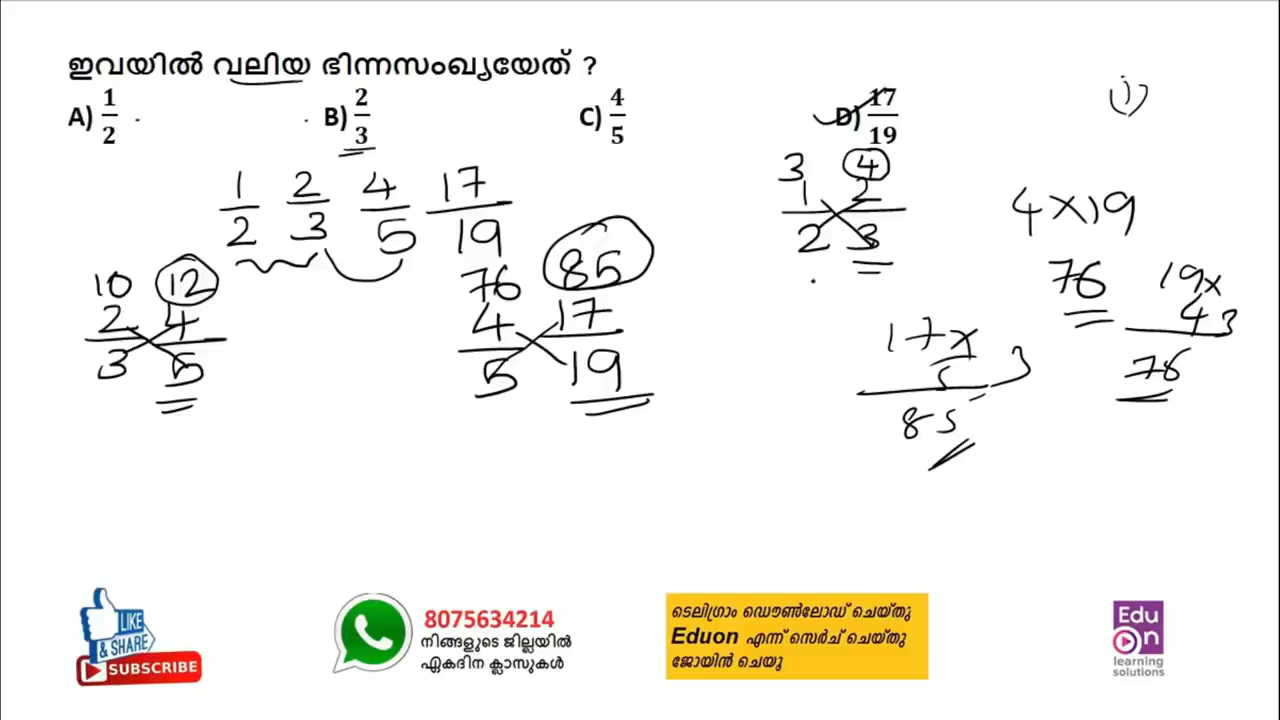 ഇവയിൽ വലിയ ഭിന്നസംഖ്യയേത് ?
A) 1/2 B) 2/3 C) 4/5 D) 17/19
1/2 2/3 4/5 17/19
3 4
1/2 2/3
4×19
76
19×
4 3
76
10 12
2/3 4/5
76 85
4/5 17/19
17×
5 3
85
LIKE
& SHARE
SUBSCRIBE
8075634214
നിങ്ങളുടെ ജില്ലയിൽ
ഏകദിന ക്ലാസുകൾ
ടെലിഗ്രാം ഡൌൺലോഡ് ചെയ്തു
Eduon എന്ന് സെർച് ചെയ്തു
ജോയിൻ ചെയൂ
Edu
On
learning
solutions